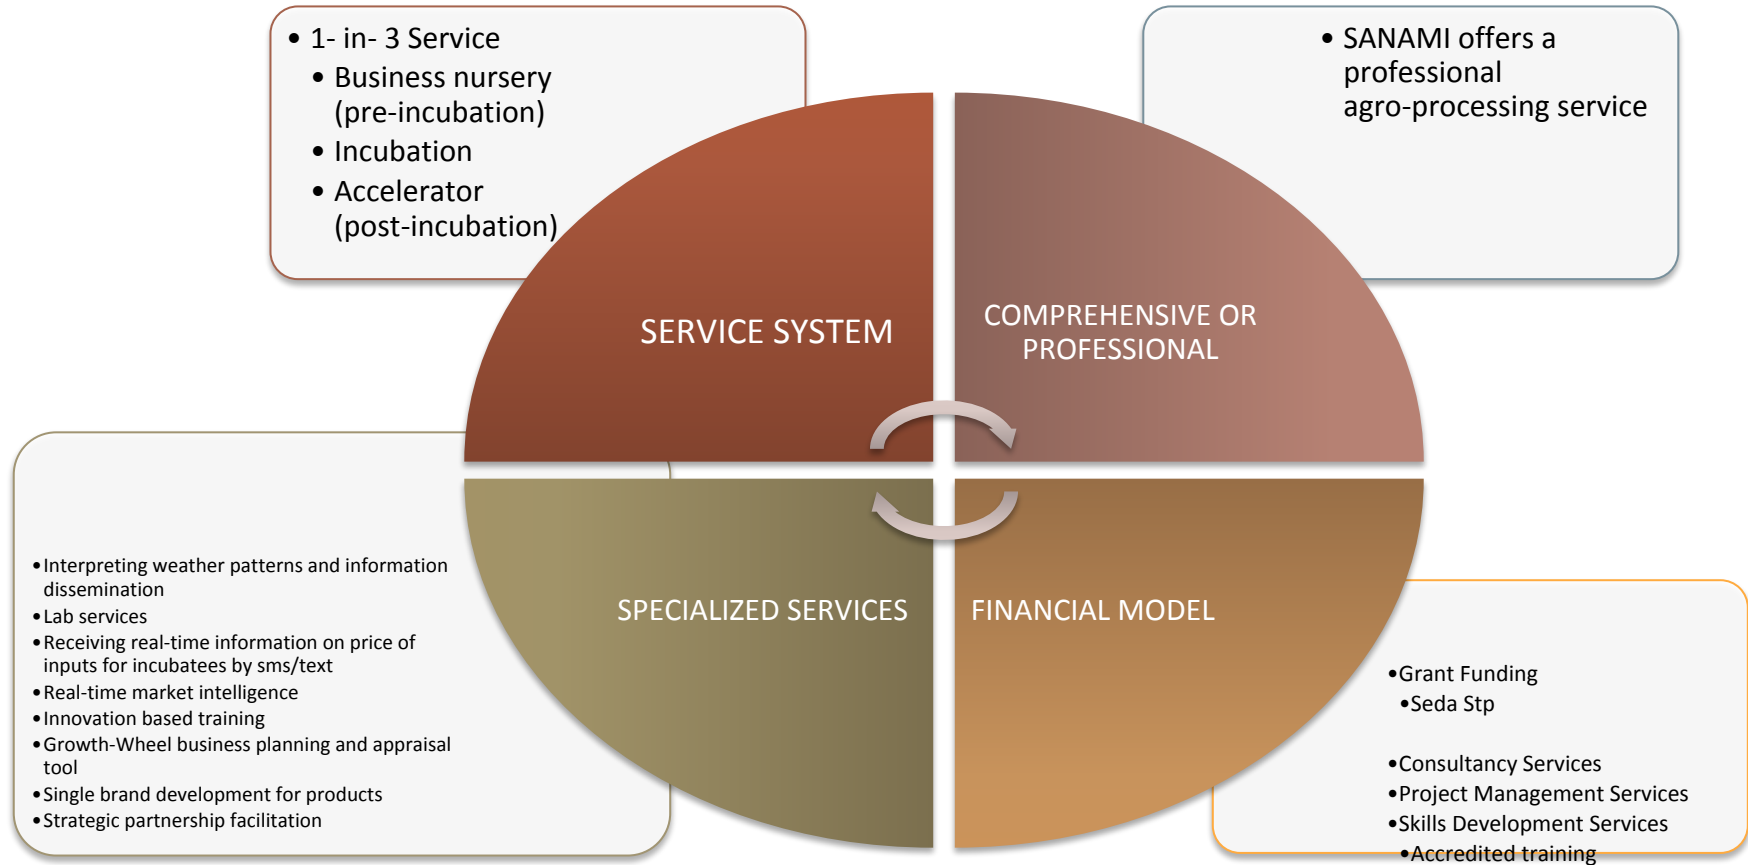 • 1- in- 3 Service
• Business nursery
(pre-incubation)
• Incubation
• Accelerator
(post-incubation)
• SANAMI offers a
professional
agro-processing service
SERVICE SYSTEM
COMPREHENSIVE OR
PROFESSIONAL
SPECIALIZED SERVICES
FINANCIAL MODEL
•Interpreting weather patterns and information
dissemination
•Lab services
•Receiving real-time information on price of
inputs for incubatees by sms/text
•Real-time market intelligence
•Innovation based training
•Growth-Wheel business planning and appraisal
tool
•Single brand development for products
•Strategic partnership facilitation
•Grant Funding
•Seda Stp
•Consultancy Services
•Project Management Services
•Skills Development Services
•Accredited training